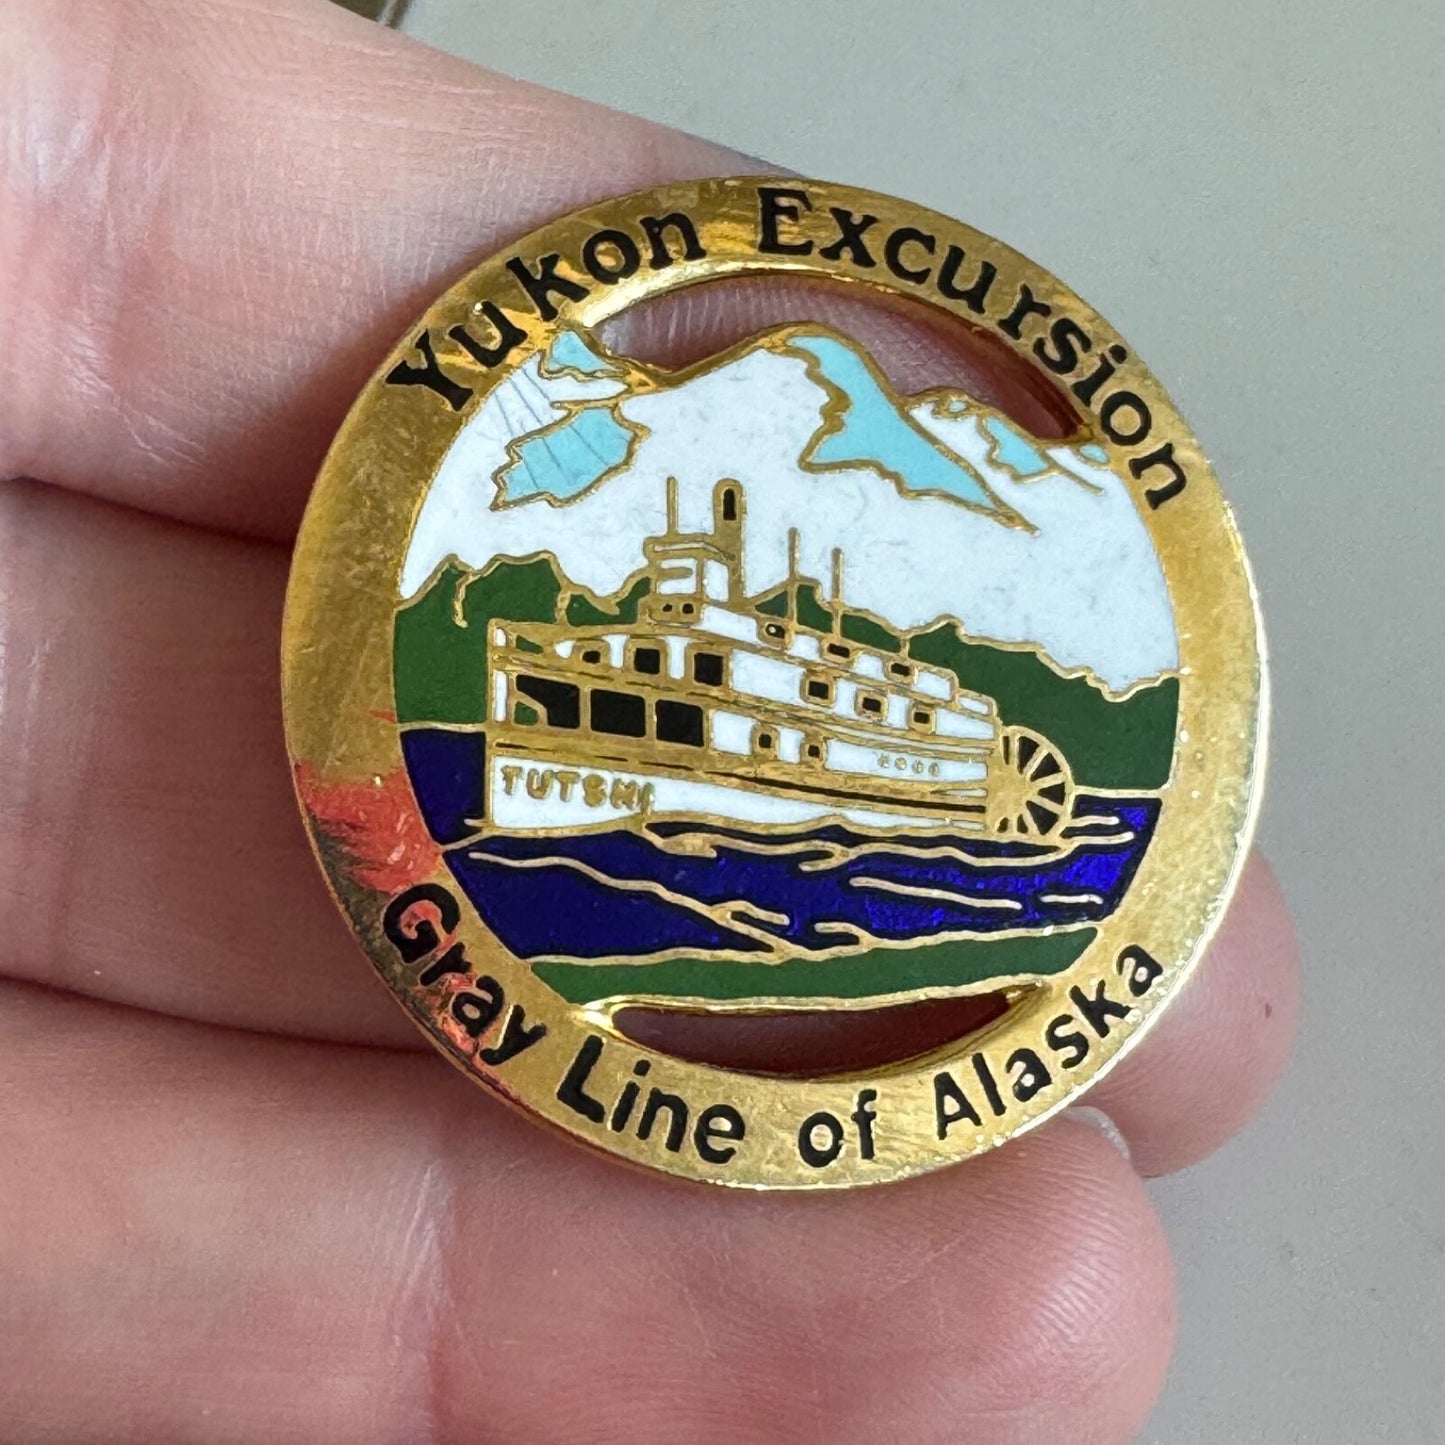 Yukon Excursion
TUTSHI
Gray Line of Alaska